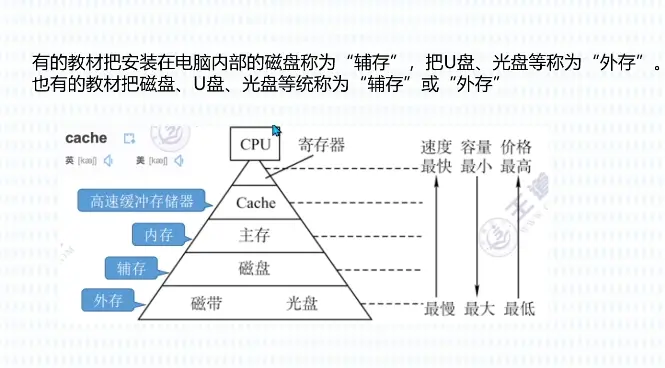 有的教材把安装在电脑内部的磁盘称为“辅存”，把U盘、光盘等称为“外存”。
也有的教材把磁盘、U盘、光盘等统称为“辅存”或“外存”
cache
英 [kæʃ] 美 [kæʃ]
CPU
寄存器
速度 容量 价格
最快 最小 最高
高速缓冲存储器
Cache
内存
主存
辅存
磁盘
外存
磁带 光盘
最慢 最大 最低
王道